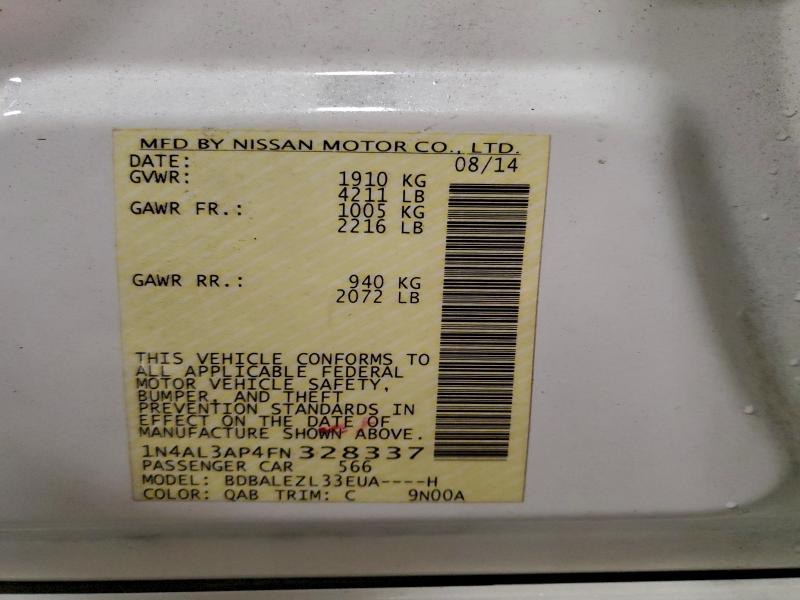 MFD BY NISSAN MOTOR CO., LTD.
DATE: 08/14
GVWR: 1910 KG
4211 LB
GAWR FR.: 1005 KG
2216 LB
GAWR RR.: 940 KG
2072 LB
THIS VEHICLE CONFORMS TO
ALL APPLICABLE FEDERAL
MOTOR VEHICLE SAFETY,
BUMPER, AND THEFT
PREVENTION STANDARDS IN
EFFECT ON THE DATE OF
MANUFACTURE SHOWN ABOVE.
1N4AL3AP4FN328337
PASSENGER CAR 566
MODEL: BDBALEZL33EUA----H
COLOR: QAB TRIM: C 9N00A